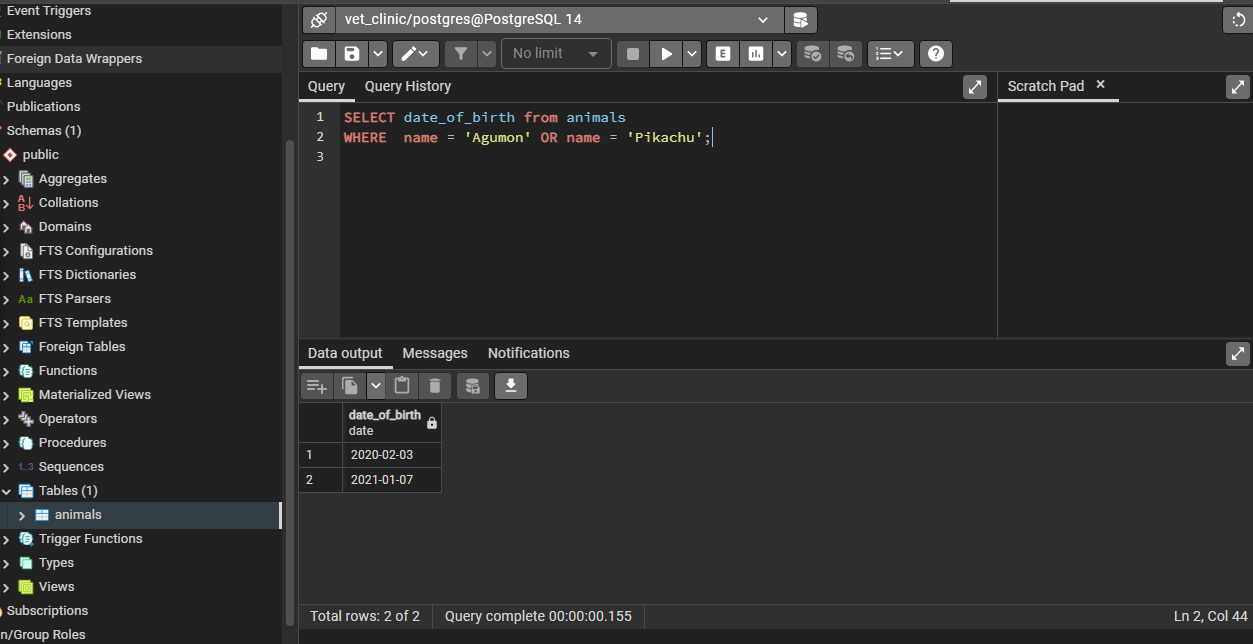 Event Triggers
Extensions
Foreign Data Wrappers
Languages
Publications
Schemas (1)
public
Aggregates
Collations
Domains
FTS Configurations
FTS Dictionaries
Aa FTS Parsers
FTS Templates
Foreign Tables
Functions
Materialized Views
Operators
Procedures
1..3 Sequences
Tables (1)
animals
Trigger Functions
Types
Views
Subscriptions
n/Group Roles
vet_clinic/postgres@PostgreSQL 14
No limit
E
Query Query History
Scratch Pad ×
1 SELECT date_of_birth from animals
2 WHERE  name = 'Agumon' OR name = 'Pikachu';
3
Data output Messages Notifications
date_of_birth
date
1 2020-02-03
2 2021-01-07
Total rows: 2 of 2 Query complete 00:00:00.155 Ln 2, Col 44